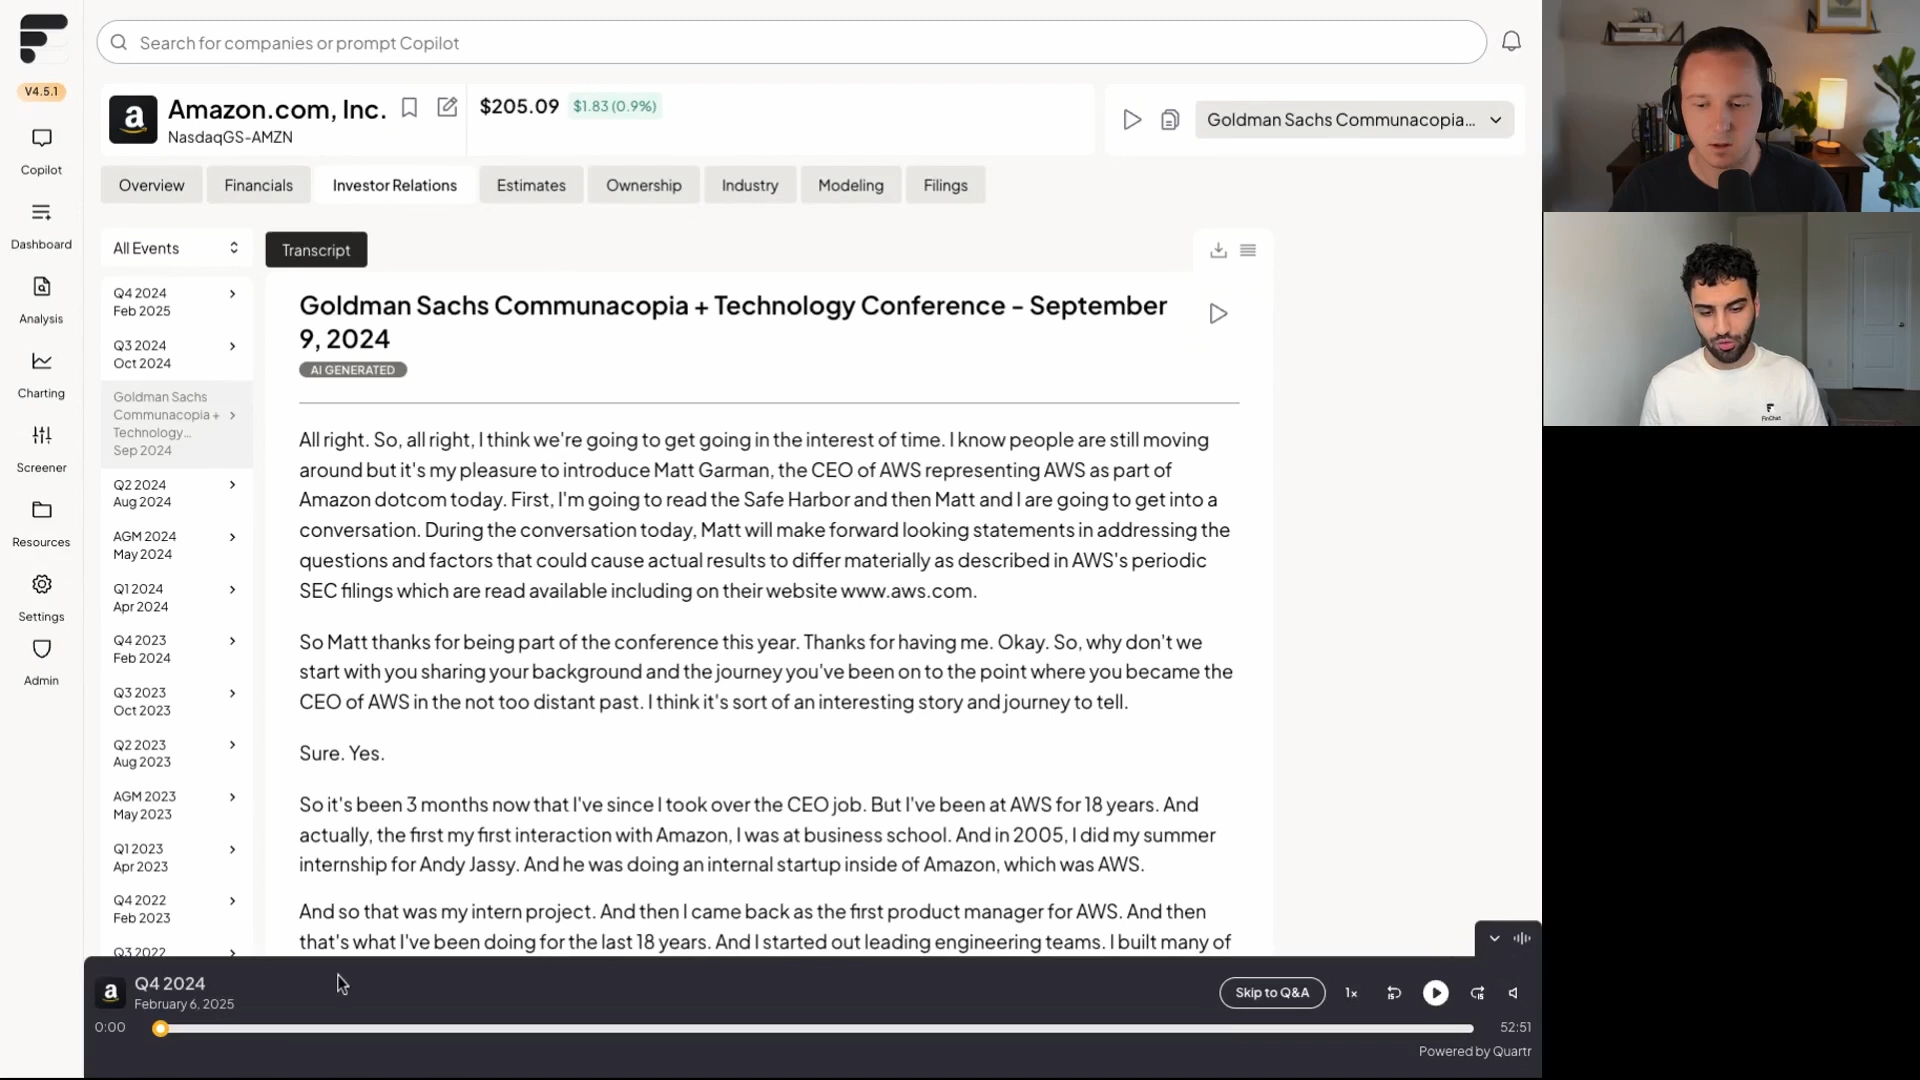 Search for companies or prompt Copilot
V4.5.1
Copilot
Dashboard
Analysis
Charting
Screener
Resources
Settings
Admin
a
Amazon.com, Inc.
NasdaqGS-AMZN
$205.09
$1.83 (0.9%)
Goldman Sachs Communacopia...
Overview
Financials
Investor Relations
Estimates
Ownership
Industry
Modeling
Filings
All Events
Q4 2024
Feb 2025
Q3 2024
Oct 2024
Goldman Sachs
Communacopia +
Technology...
Sep 2024
Q2 2024
Aug 2024
AGM 2024
May 2024
Q1 2024
Apr 2024
Q4 2023
Feb 2024
Q3 2023
Oct 2023
Q2 2023
Aug 2023
AGM 2023
May 2023
Q1 2023
Apr 2023
Q4 2022
Feb 2023
Q3 2022
Transcript
Goldman Sachs Communacopia + Technology Conference - September
9, 2024
AI GENERATED
All right. So, all right, I think we're going to get going in the interest of time. I know people are still moving
around but it's my pleasure to introduce Matt Garman, the CEO of AWS representing AWS as part of
Amazon dotcom today. First, I'm going to read the Safe Harbor and then Matt and I are going to get into a
conversation. During the conversation today, Matt will make forward looking statements in addressing the
questions and factors that could cause actual results to differ materially as described in AWS's periodic
SEC filings which are read available including on their website www.aws.com.
So Matt thanks for being part of the conference this year. Thanks for having me. Okay. So, why don't we
start with you sharing your background and the journey you've been on to the point where you became the
CEO of AWS in the not too distant past. I think it's sort of an interesting story and journey to tell.
Sure. Yes.
So it's been 3 months now that I've since I took over the CEO job. But I've been at AWS for 18 years. And
actually, the first my first interaction with Amazon, I was at business school. And in 2005, I did my summer
internship for Andy Jassy. And he was doing an internal startup inside of Amazon, which was AWS.
And so that was my intern project. And then I came back as the first product manager for AWS. And then
that's what I've been doing for the last 18 years. And I started out leading engineering teams. I built many of
a
Q4 2024
February 6, 2025
Skip to Q&A
1x
15
15
0:00
52:51
Powered by Quartr
FinChat